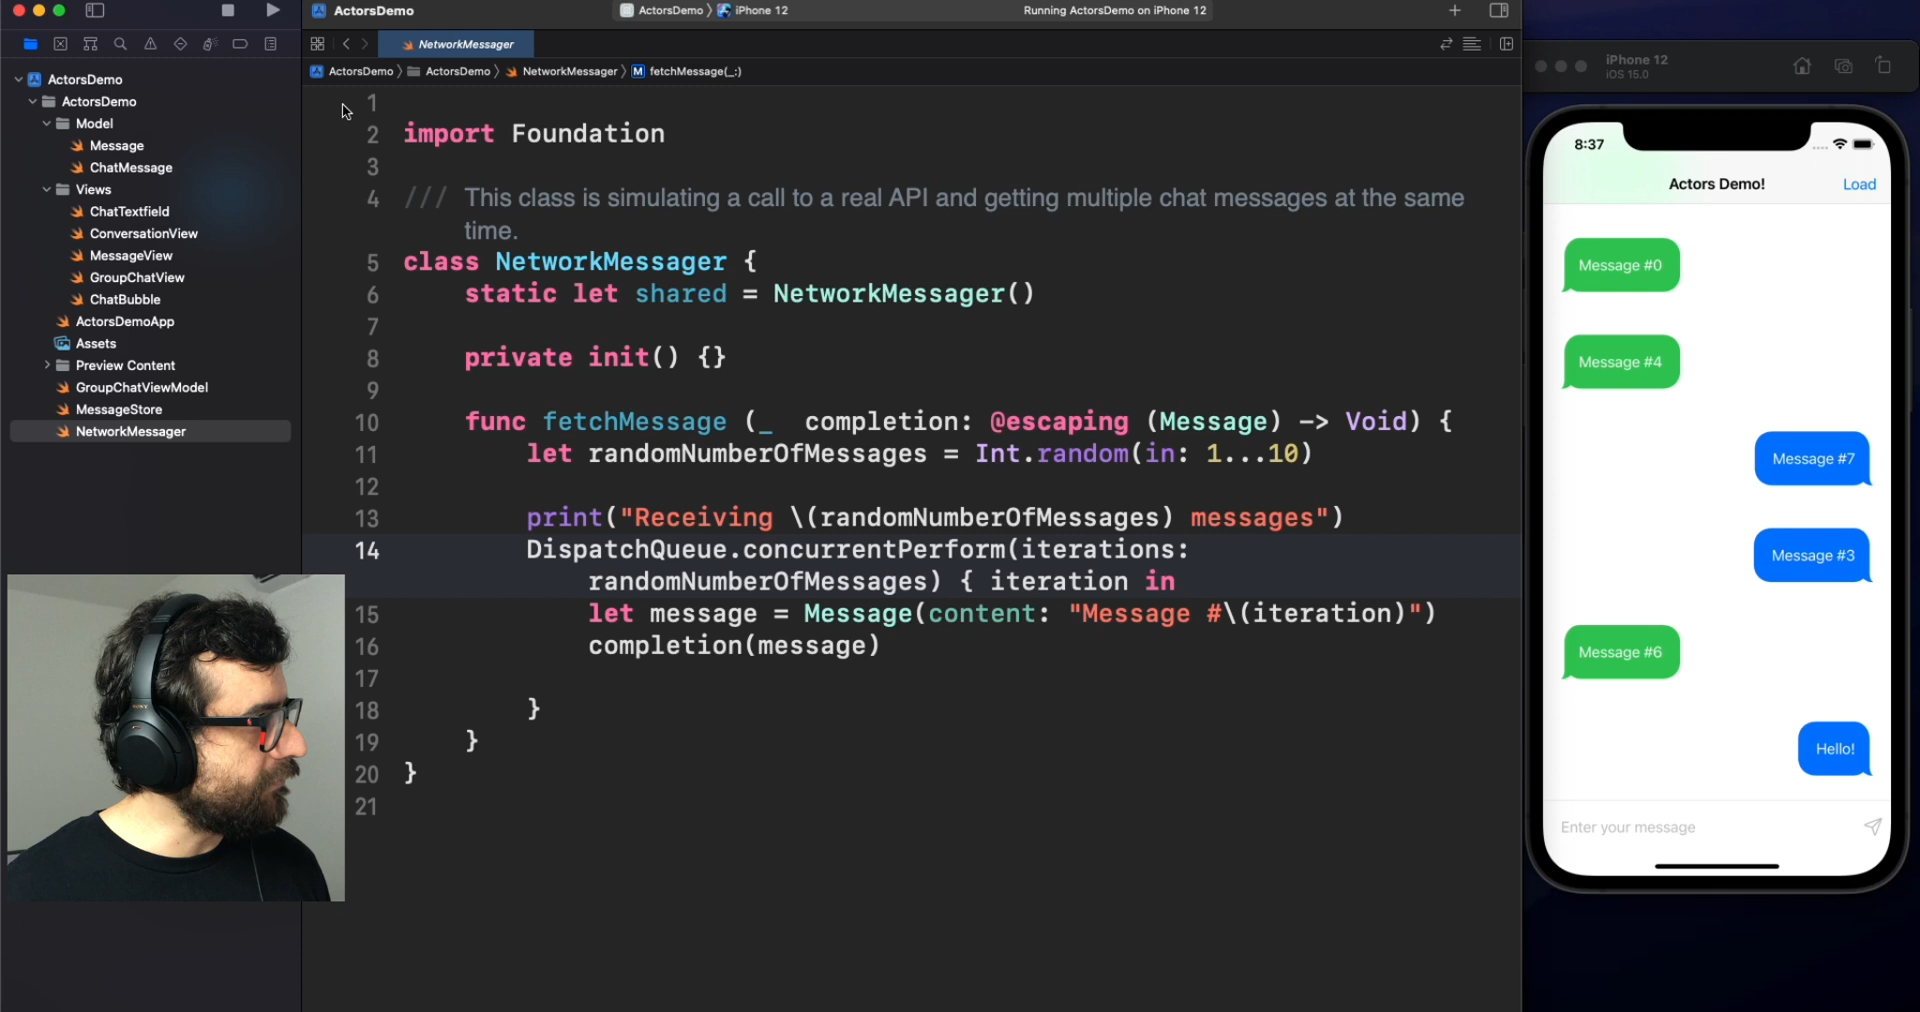 ActorsDemo
ActorsDemo 〉 iPhone 12
Running ActorsDemo on iPhone 12
NetworkMessager
ActorsDemo 〉 ActorsDemo 〉 NetworkMessager 〉 M fetchMessage(_:)
ActorsDemo
ActorsDemo
Model
Message
ChatMessage
Views
ChatTextfield
ConversationView
MessageView
GroupChatView
ChatBubble
ActorsDemoApp
Assets
Preview Content
GroupChatViewModel
MessageStore
NetworkMessager
1
2 import Foundation
3
4 /// This class is simulating a call to a real API and getting multiple chat messages at the same
time.
5 class NetworkMessager {
6 static let shared = NetworkMessager()
7
8 private init() {}
9
10 func fetchMessage (_ completion: @escaping (Message) -> Void) {
11 let randomNumberOfMessages = Int.random(in: 1...10)
12
13 print("Receiving \(randomNumberOfMessages) messages")
14 DispatchQueue.concurrentPerform(iterations:
randomNumberOfMessages) { iteration in
15 let message = Message(content: "Message #\(iteration)")
16 completion(message)
17
18 }
19 }
20 }
21
SONY
iPhone 12
iOS 15.0
8:37
Actors Demo!
Load
Message #0
Message #4
Message #7
Message #3
Message #6
Hello!
Enter your message